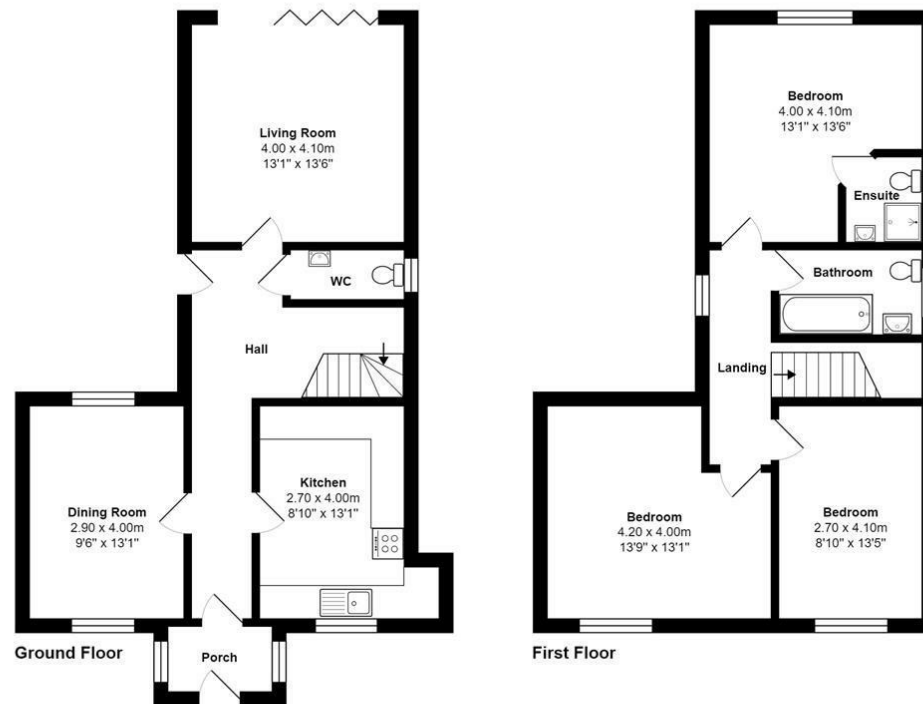 Living Room
4.00 x 4.10m
13'1" x 13'6"
WC
Hall
Dining Room
2.90 x 4.00m
9'6" x 13'1"
Kitchen
2.70 x 4.00m
8'10" x 13'1"
Porch
Ground Floor
Bedroom
4.00 x 4.10m
13'1" x 13'6"
Ensuite
Bathroom
Landing
Bedroom
4.20 x 4.00m
13'9" x 13'1"
Bedroom
2.70 x 4.10m
8'10" x 13'5"
First Floor